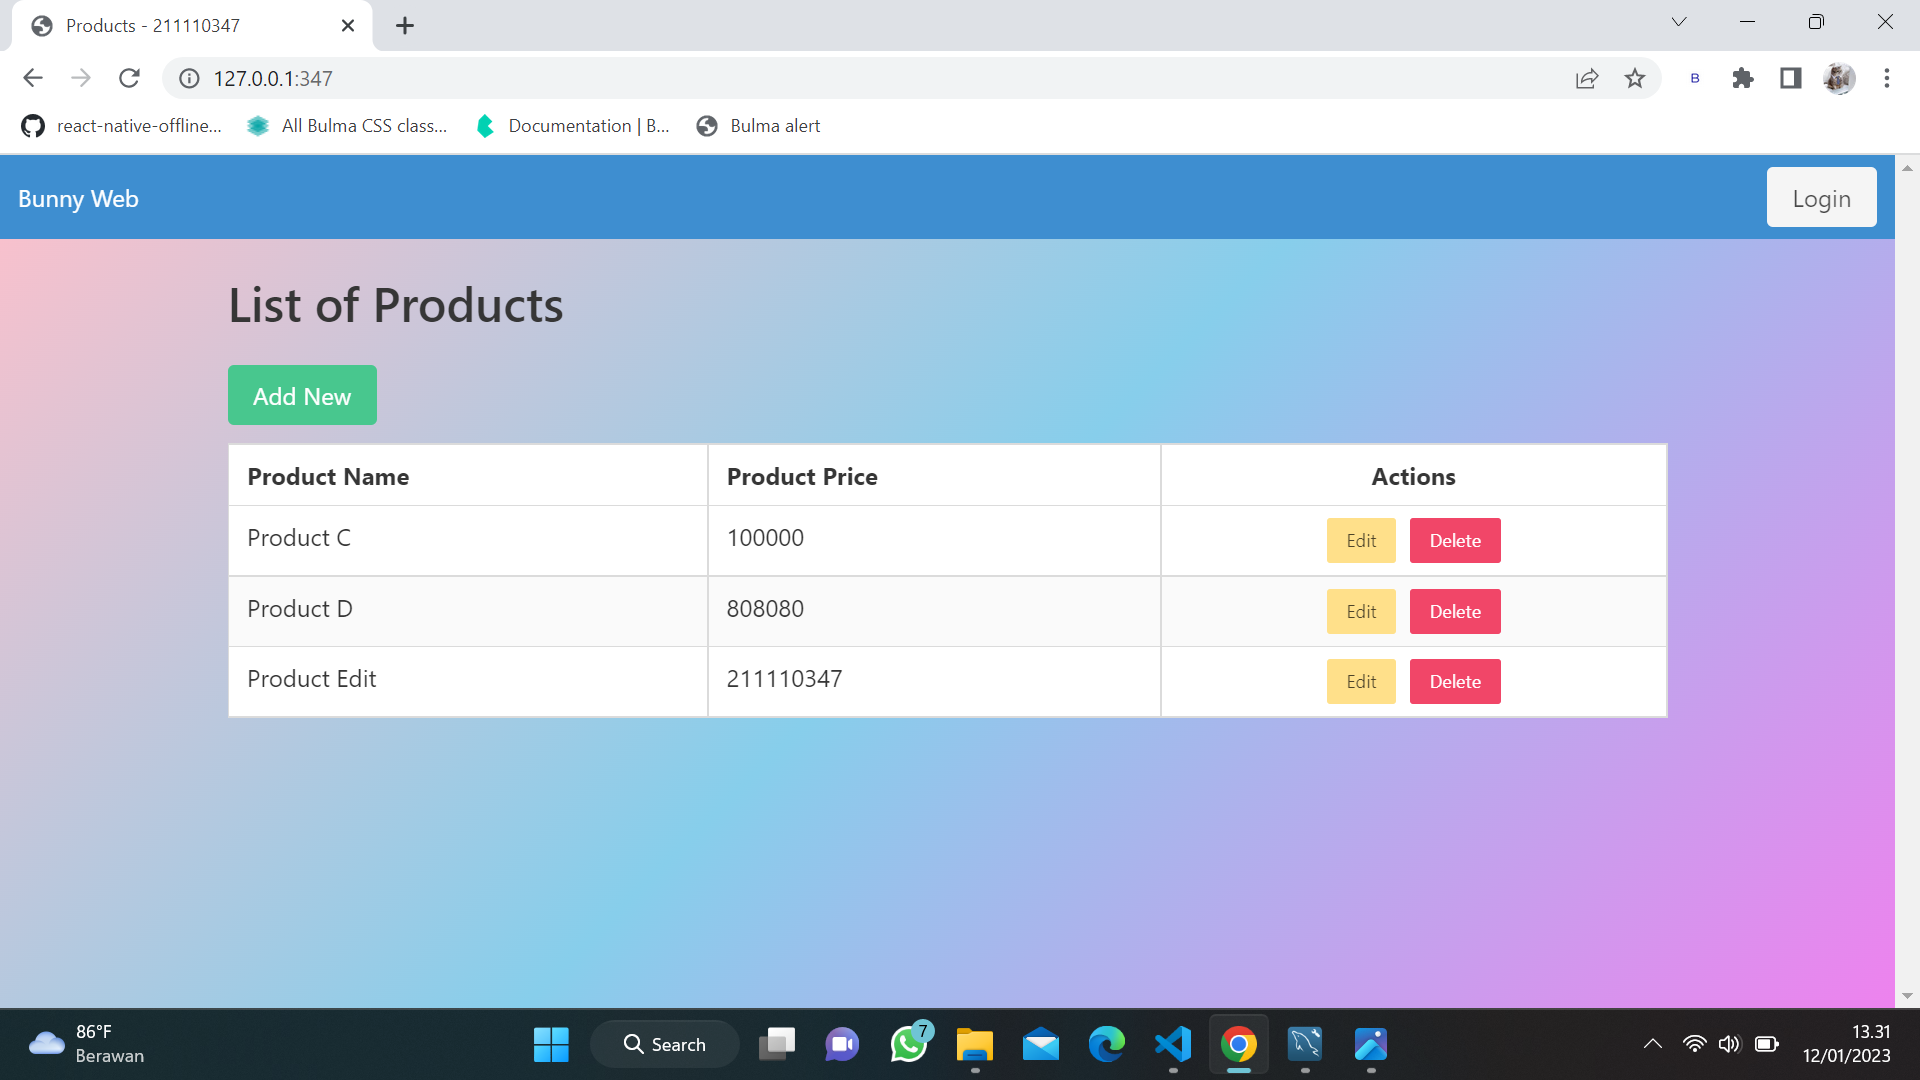 Products - 211110347
127.0.0.1:347
B
react-native-offline...
All Bulma CSS class...
Documentation | B...
Bulma alert
Bunny Web
Login
List of Products
Add New
Product Name Product Price Actions
Product C 100000 Edit Delete
Product D 808080 Edit Delete
Product Edit 211110347 Edit Delete
86°F
Berawan
Search
7
13.31
12/01/2023